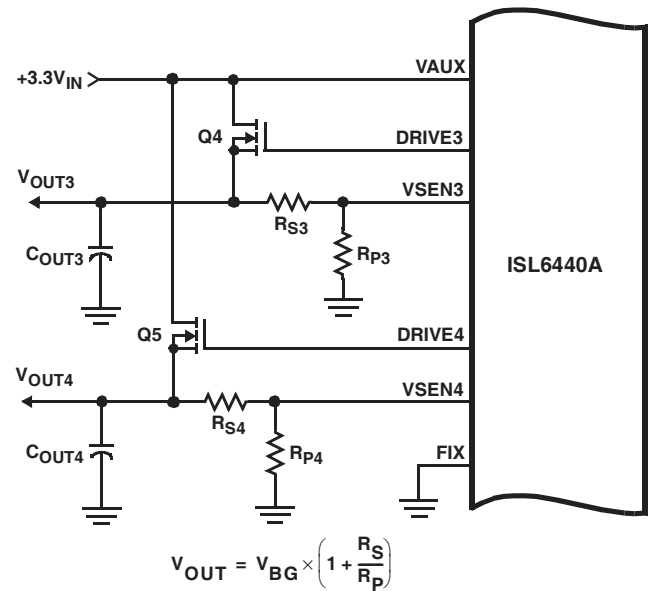 VAUX
+3.3V_IN
Q4
DRIVE3
V_OUT3
VSEN3
R_S3
C_OUT3
R_P3
ISL6440A
Q5
DRIVE4
V_OUT4
VSEN4
R_S4
C_OUT4
R_P4
FIX
V_OUT = V_BG × (1 + R_S/R_P)